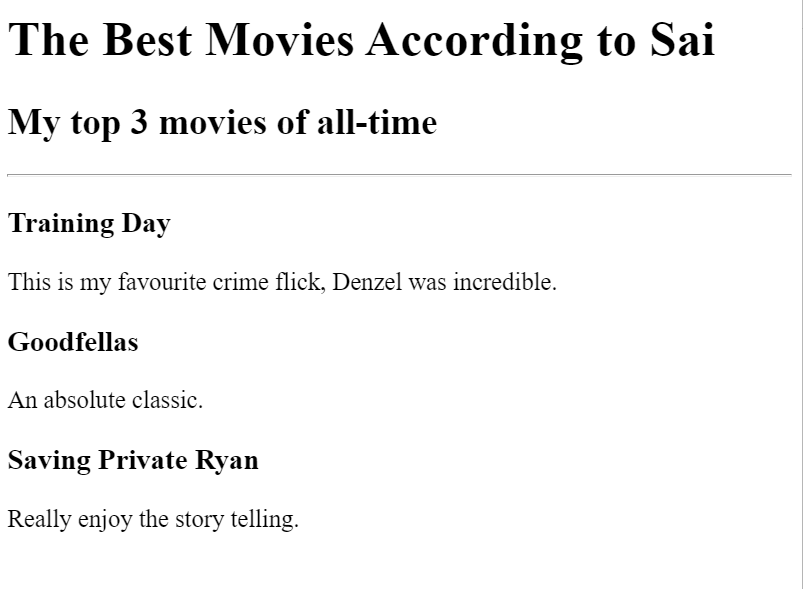 The Best Movies According to Sai
My top 3 movies of all-time
Training Day
This is my favourite crime flick, Denzel was incredible.
Goodfellas
An absolute classic.
Saving Private Ryan
Really enjoy the story telling.